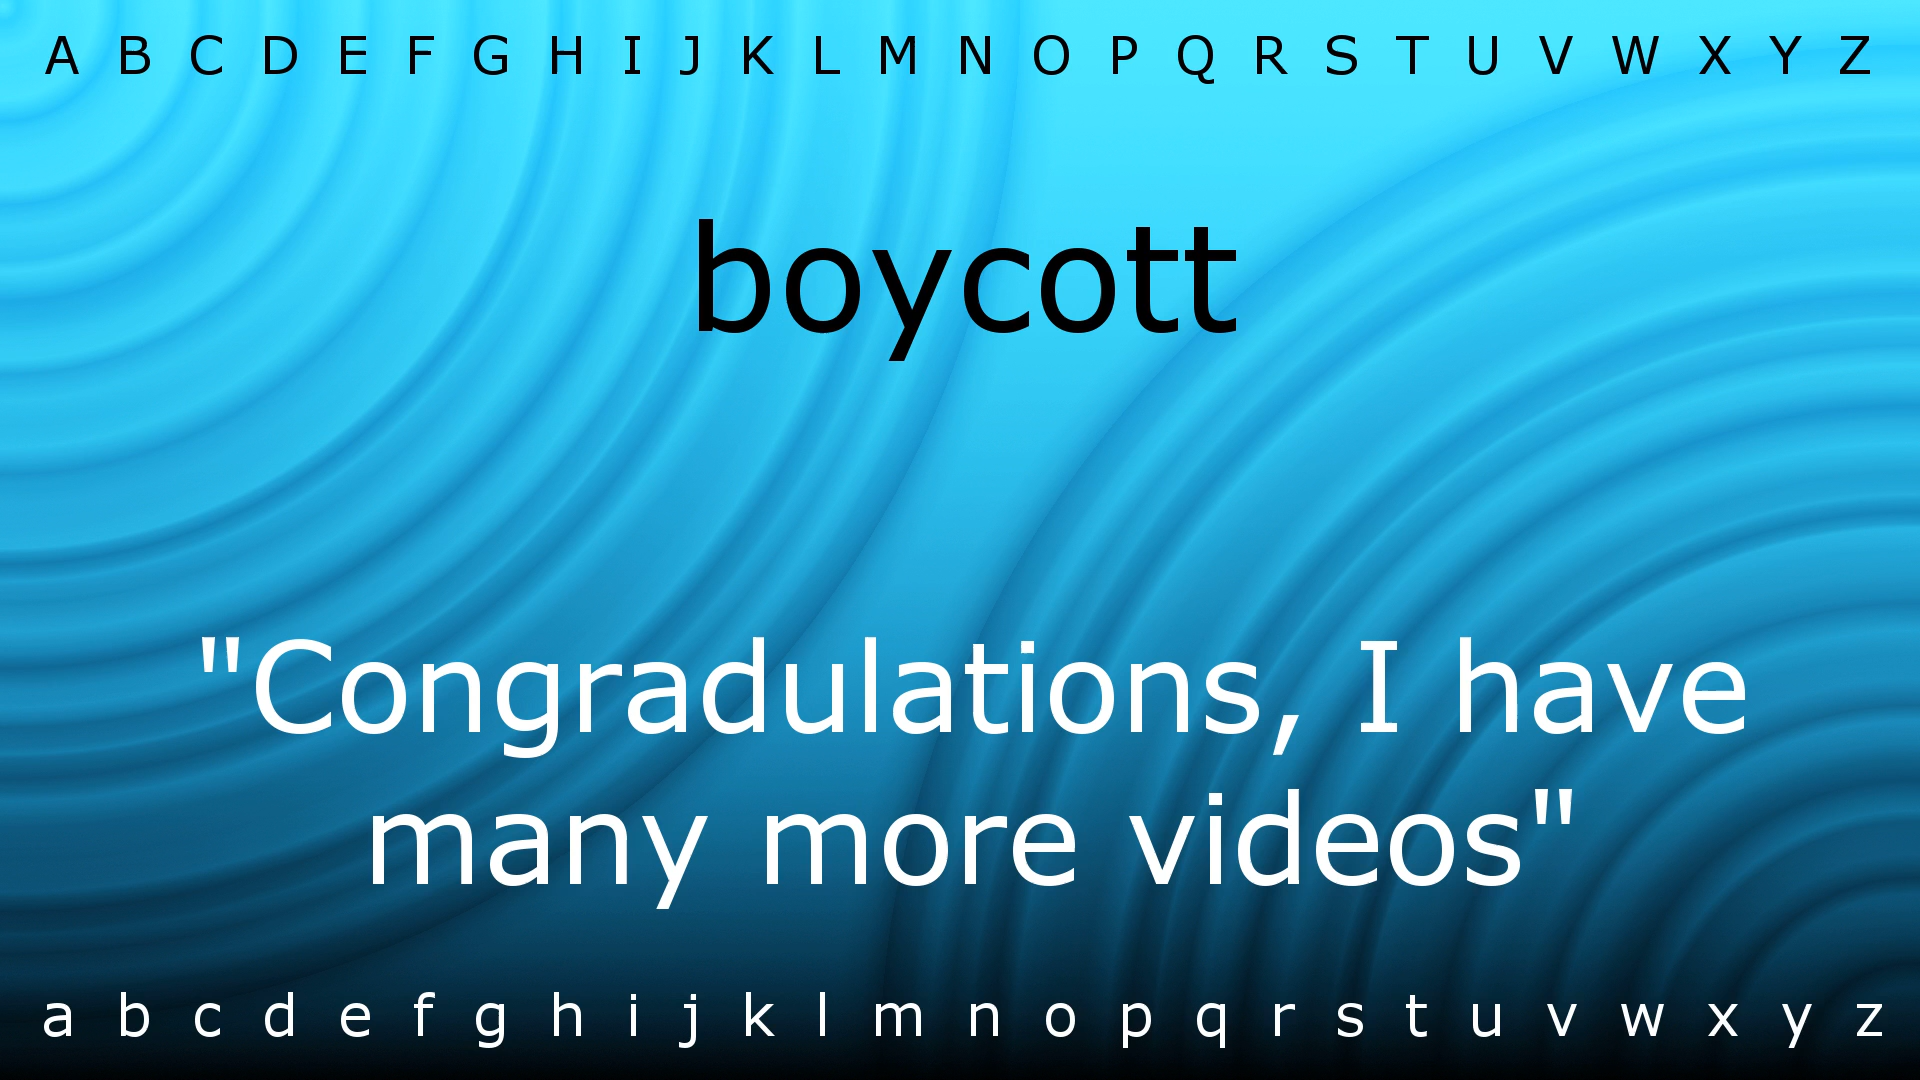 A B C D E F G H I J K L M N O P Q R S T U V W X Y Z
boycott
"Congradulations, I have
many more videos"
a b c d e f g h i j k l m n o p q r s t u v w x y z